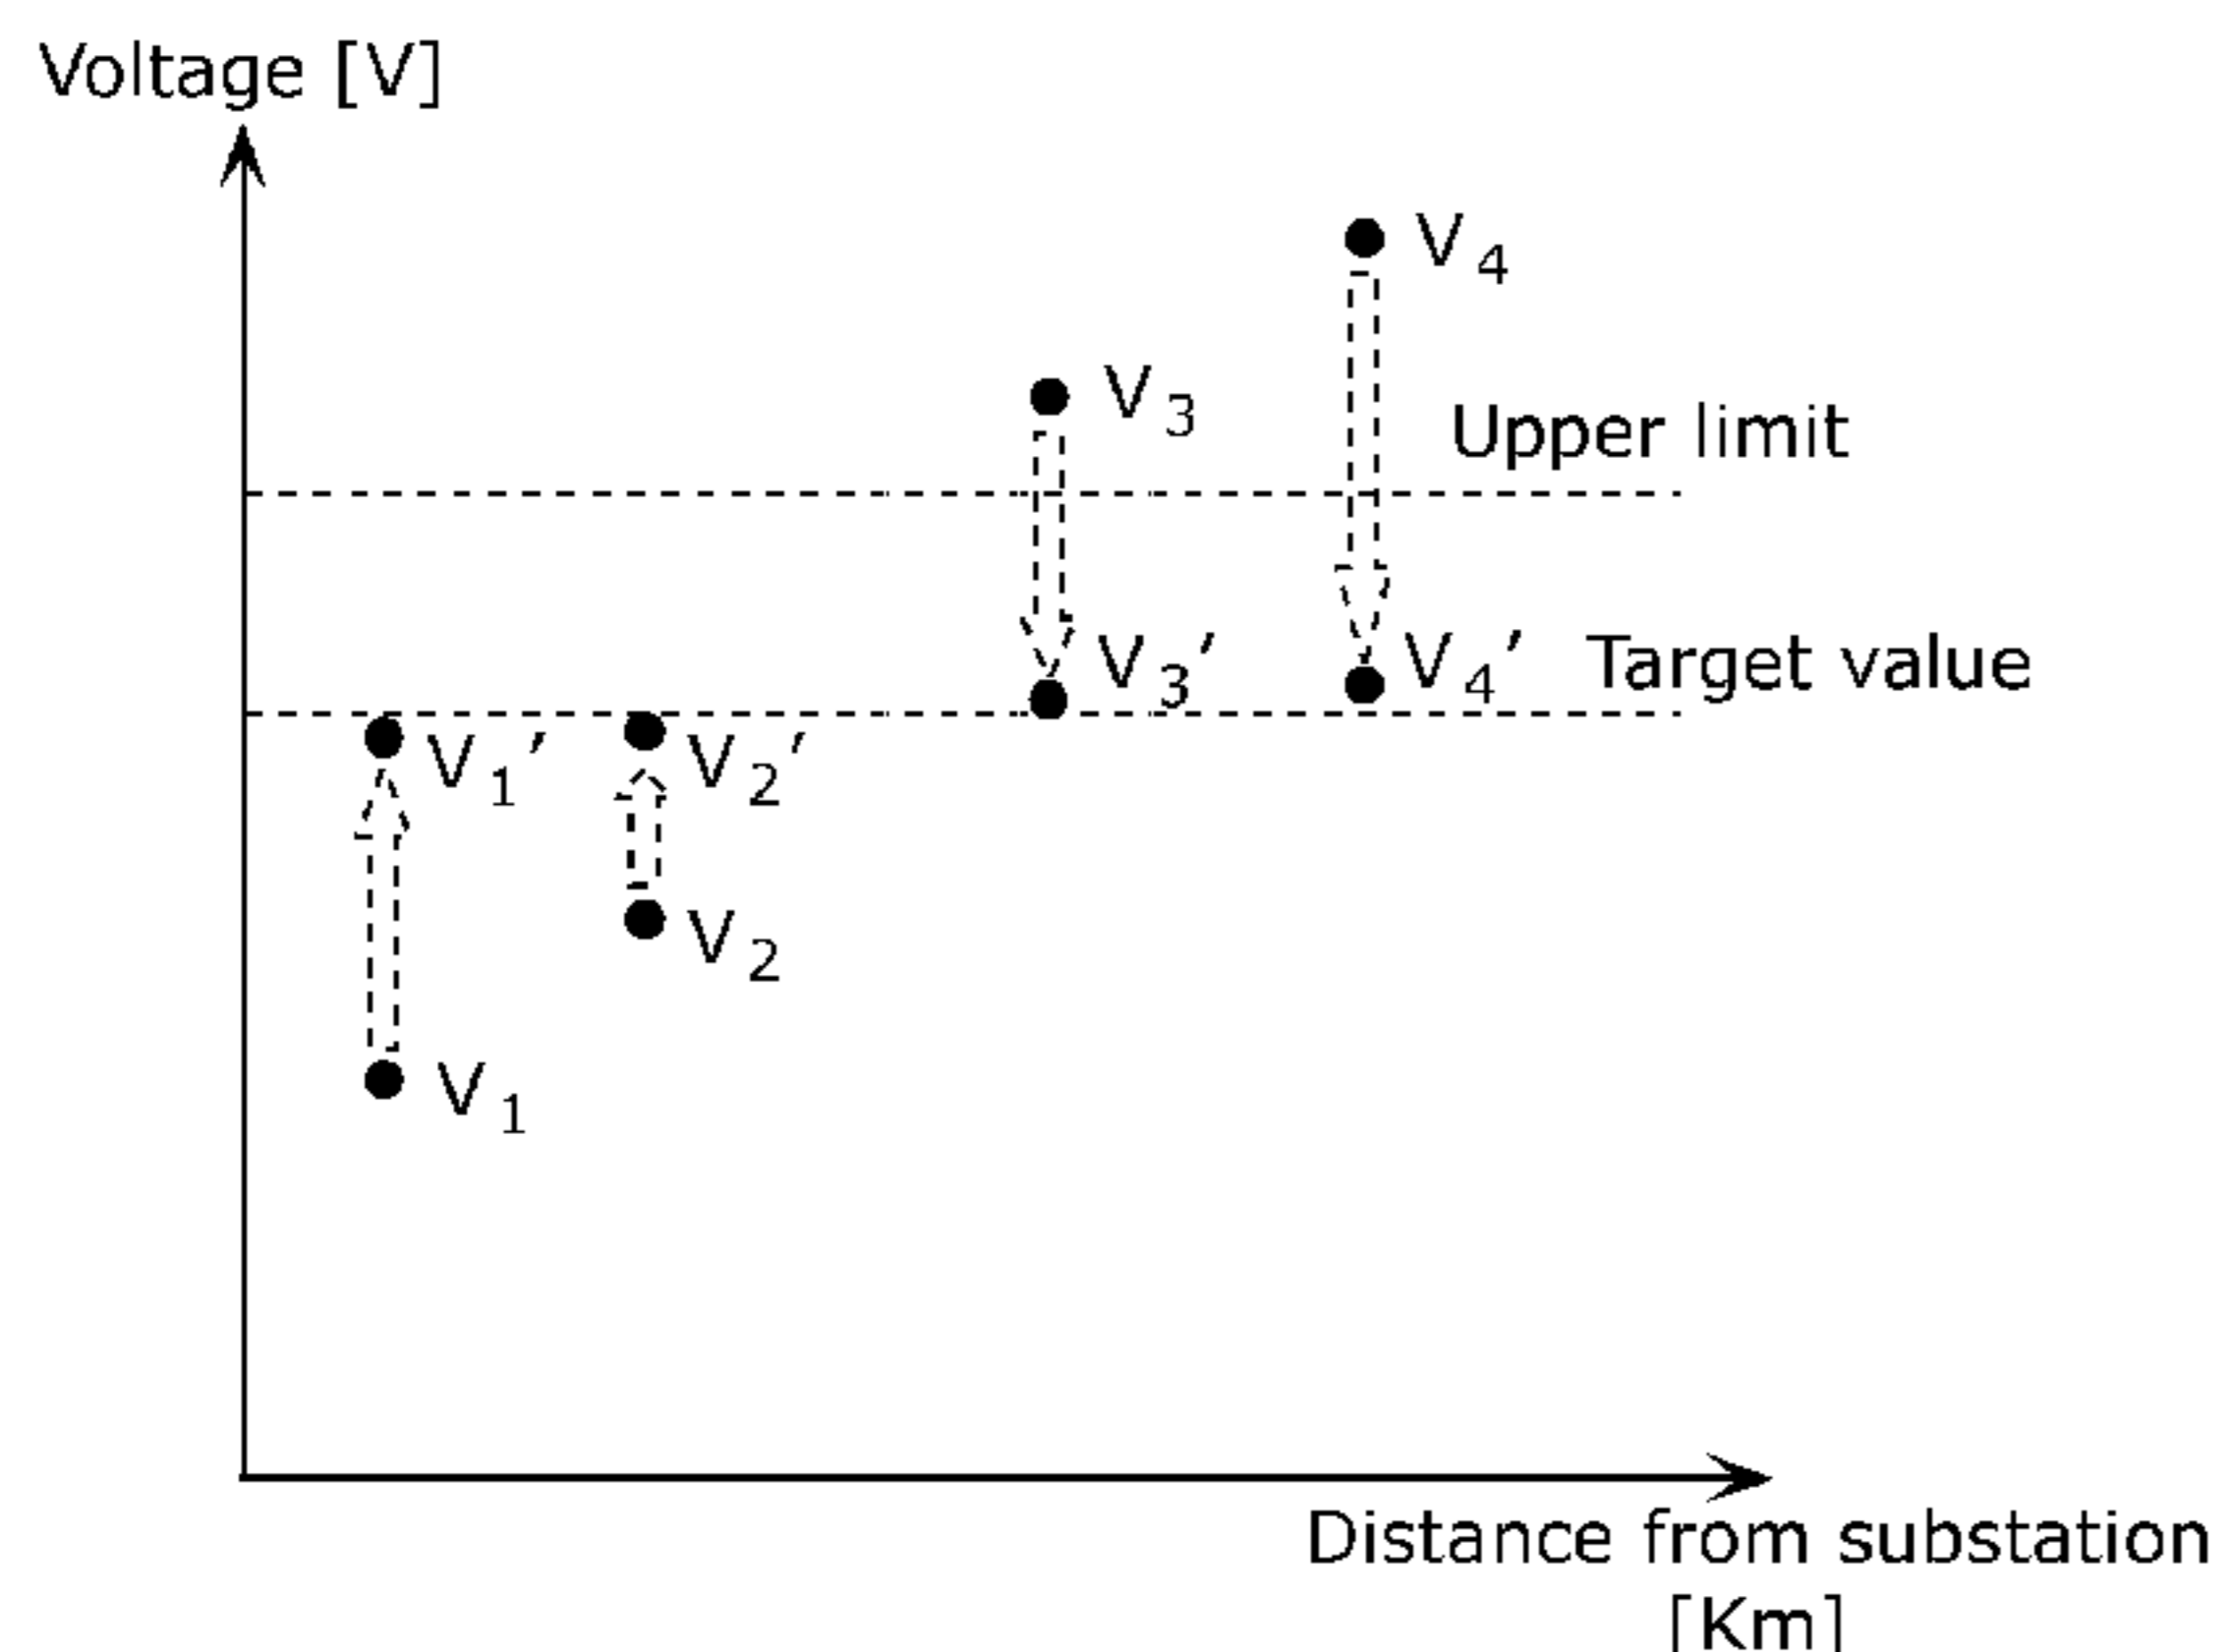 Voltage [V]
V4
V3
Upper limit
V3′
V4′
Target value
V1′
V2′
V2
V1
Distance from substation
[Km]